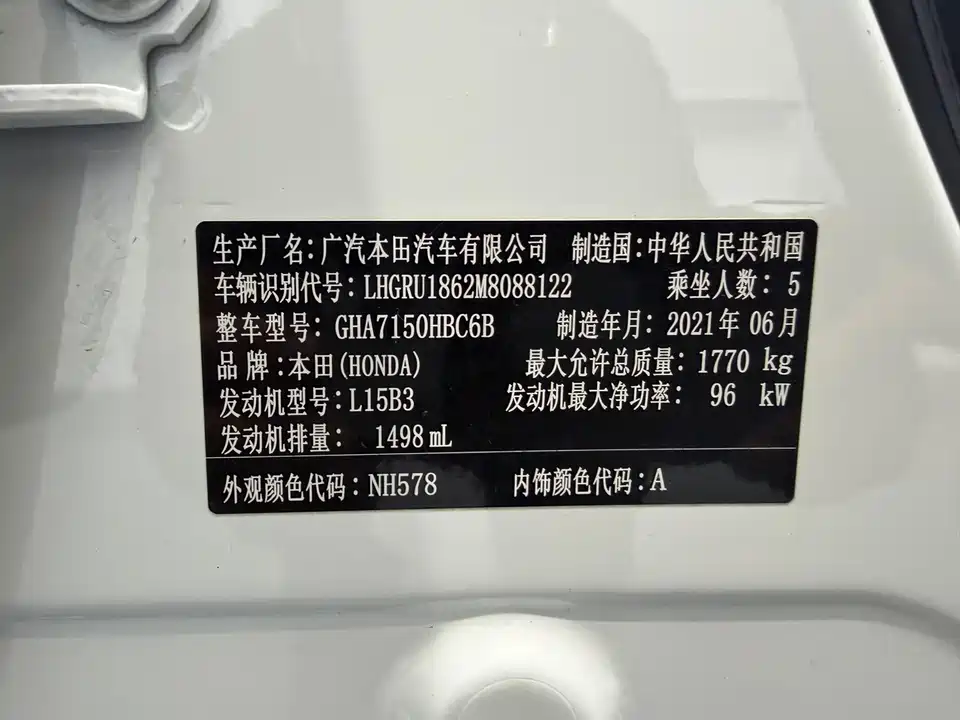 生产厂名:广汽本田汽车有限公司 制造国:中华人民共和国
车辆识别代号: LHGRU1862M8088122 乘坐人数: 5
整车型号: GHA7150HBC6B 制造年月: 2021年 06月
品牌:本田(HONDA) 最大允许总质量: 1770 kg
发动机型号: L15B3 发动机最大净功率: 96 kW
发动机排量: 1498 mL
外观颜色代码: NH578 内饰颜色代码: A